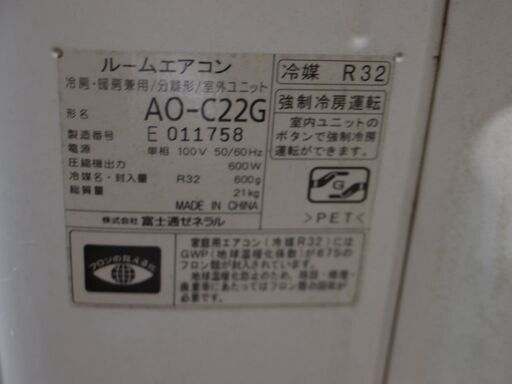 ルームエアコン
冷房・暖房兼用/分離形/室外ユニット
形名 AO-C22G
製造番号 E 011758
電源 単相 100V 50/60Hz
圧縮機出力 600W
冷媒名・封入量 R32 600g
総質量 21kg
MADE IN CHINA
株式会社 富士通ゼネラル
冷媒 R32
強制冷房運転
室内ユニットの
ボタンで強制冷房
運転になります
G
>PET<
フロンの見える化
家庭用エアコン(冷媒R32)には
GWP(地球温暖化係数)が675の
フロン類が封入されています。
地球温暖化防止のため、移設・修理・
廃棄等にあたってはフロン類の回収が
必要です。